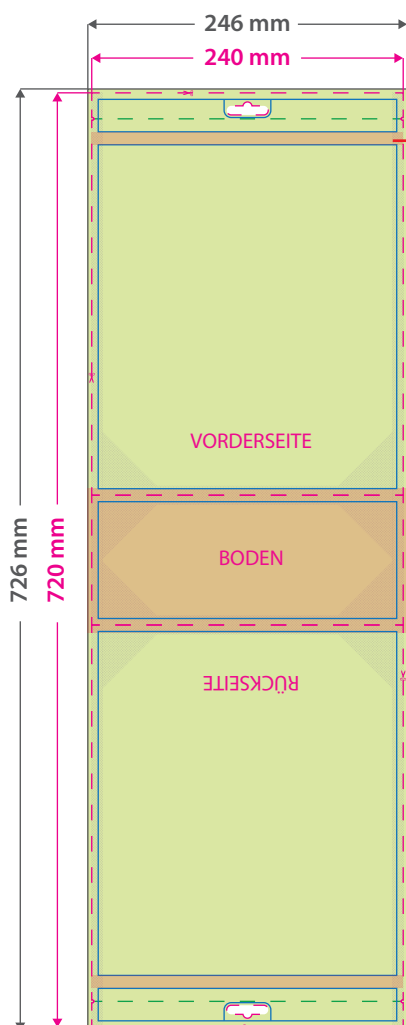 246 mm
240 mm
726 mm
720 mm
VORDERSEITE
BODEN
RÜCKSEITE